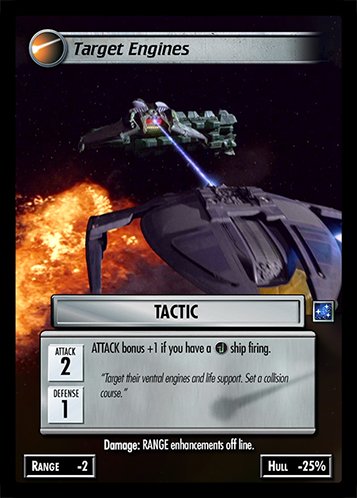 Target Engines
TACTIC
ATTACK
2
DEFENSE
1
ATTACK bonus +1 if you have a ship firing.
"Target their ventral engines and life support. Set a collision
course."
Damage: RANGE enhancements off line.
RANGE -2
HULL -25%